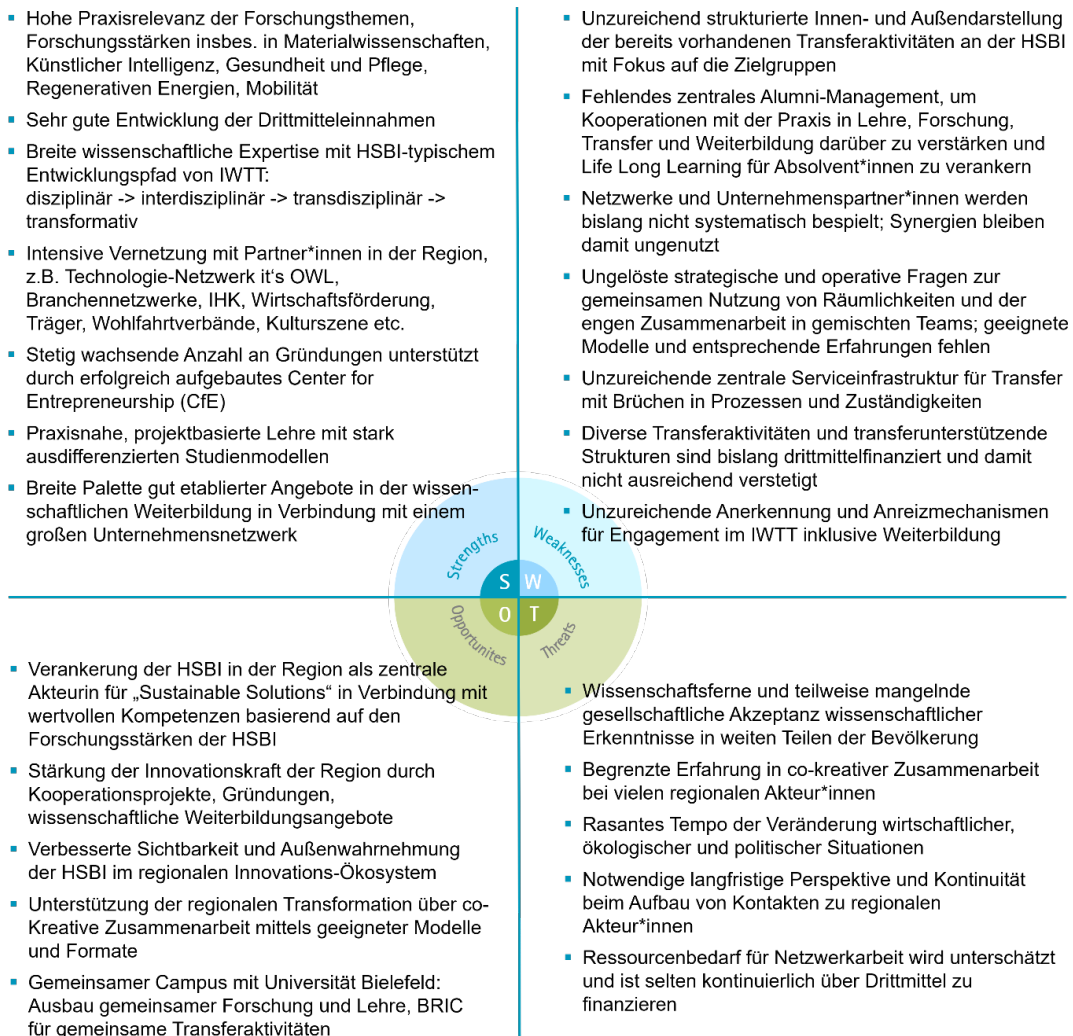 Hohe Praxisrelevanz der Forschungsthemen,
Forschungsstärken insbes. in Materialwissenschaften,
Künstlicher Intelligenz, Gesundheit und Pflege,
Regenerativen Energien, Mobilität
Sehr gute Entwicklung der Drittmitteleinnahmen
Breite wissenschaftliche Expertise mit HSBI-typischem
Entwicklungspfad von IWTT:
disziplinär -> interdisziplinär -> transdisziplinär ->
transformativ
Intensive Vernetzung mit Partner*innen in der Region,
z.B. Technologie-Netzwerk it's OWL,
Branchennetzwerke, IHK, Wirtschaftsförderung,
Träger, Wohlfahrtverbände, Kulturszene etc.
Stetig wachsende Anzahl an Gründungen unterstützt
durch erfolgreich aufgebautes Center for
Entrepreneurship (CfE)
Praxisnahe, projektbasierte Lehre mit stark
ausdifferenzierten Studienmodellen
Breite Palette gut etablierter Angebote in der wissen-
schaftlichen Weiterbildung in Verbindung mit einem
großen Unternehmensnetzwerk
Unzureichend strukturierte Innen- und Außendarstellung
der bereits vorhandenen Transferaktivitäten an der HSBI
mit Fokus auf die Zielgruppen
Fehlendes zentrales Alumni-Management, um
Kooperationen mit der Praxis in Lehre, Forschung,
Transfer und Weiterbildung darüber zu verstärken und
Life Long Learning für Absolvent*innen zu verankern
Netzwerke und Unternehmenspartner*innen werden
bislang nicht systematisch bespielt; Synergien bleiben
damit ungenutzt
Ungelöste strategische und operative Fragen zur
gemeinsamen Nutzung von Räumlichkeiten und der
engen Zusammenarbeit in gemischten Teams; geeignete
Modelle und entsprechende Erfahrungen fehlen
Unzureichende zentrale Serviceinfrastruktur für Transfer
mit Brüchen in Prozessen und Zuständigkeiten
Diverse Transferaktivitäten und transferunterstützende
Strukturen sind bislang drittmittelfinanziert und damit
nicht ausreichend verstetigt
Unzureichende Anerkennung und Anreizmechanismen
für Engagement im IWTT inklusive Weiterbildung
Strengths
Weaknesses
S W
O T
Opportunites
Threats
Verankerung der HSBI in der Region als zentrale
Akteurin für „Sustainable Solutions“ in Verbindung mit
wertvollen Kompetenzen basierend auf den
Forschungsstärken der HSBI
Stärkung der Innovationskraft der Region durch
Kooperationsprojekte, Gründungen,
wissenschaftliche Weiterbildungsangebote
Verbesserte Sichtbarkeit und Außenwahrnehmung
der HSBI im regionalen Innovations-Ökosystem
Unterstützung der regionalen Transformation über co-
Kreative Zusammenarbeit mittels geeigneter Modelle
und Formate
Gemeinsamer Campus mit Universität Bielefeld:
Ausbau gemeinsamer Forschung und Lehre, BRIC
für gemeinsame Transferaktivitäten
Wissenschaftsferne und teilweise mangelnde
gesellschaftliche Akzeptanz wissenschaftlicher
Erkenntnisse in weiten Teilen der Bevölkerung
Begrenzte Erfahrung in co-kreativer Zusammenarbeit
bei vielen regionalen Akteur*innen
Rasantes Tempo der Veränderung wirtschaftlicher,
ökologischer und politischer Situationen
Notwendige langfristige Perspektive und Kontinuität
beim Aufbau von Kontakten zu regionalen
Akteur*innen
Ressourcenbedarf für Netzwerkarbeit wird unterschätzt
und ist selten kontinuierlich über Drittmittel zu
finanzieren